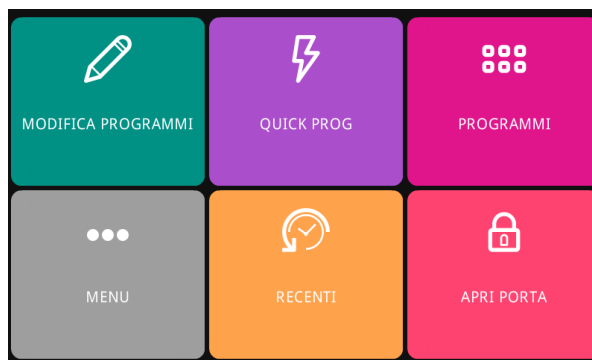 MODIFICA PROGRAMMI
QUICK PROG
PROGRAMMI
MENU
RECENTI
APRI PORTA